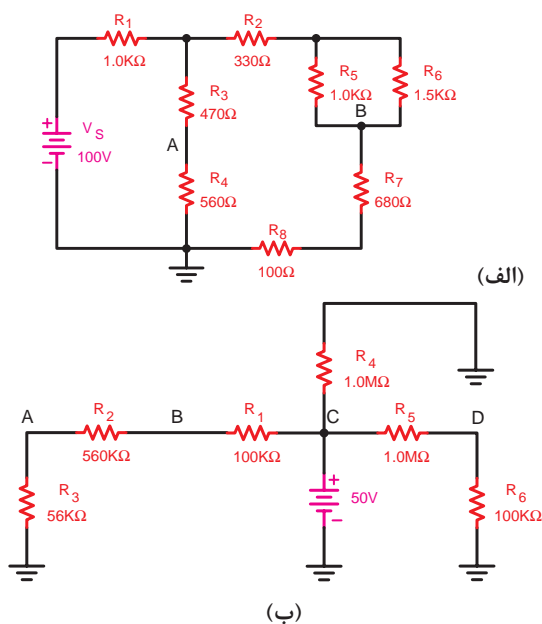 R1
1.0KΩ
R2
330Ω
R3
470Ω
R5
1.0KΩ
R6
1.5KΩ
B
A
VS
100V
+
−
R4
560Ω
R7
680Ω
R8
100Ω
(الف)
R4
1.0MΩ
A
R2
560KΩ
B
R1
100KΩ
C
R5
1.0MΩ
D
R3
56KΩ
+
−
50V
R6
100KΩ
(ب)